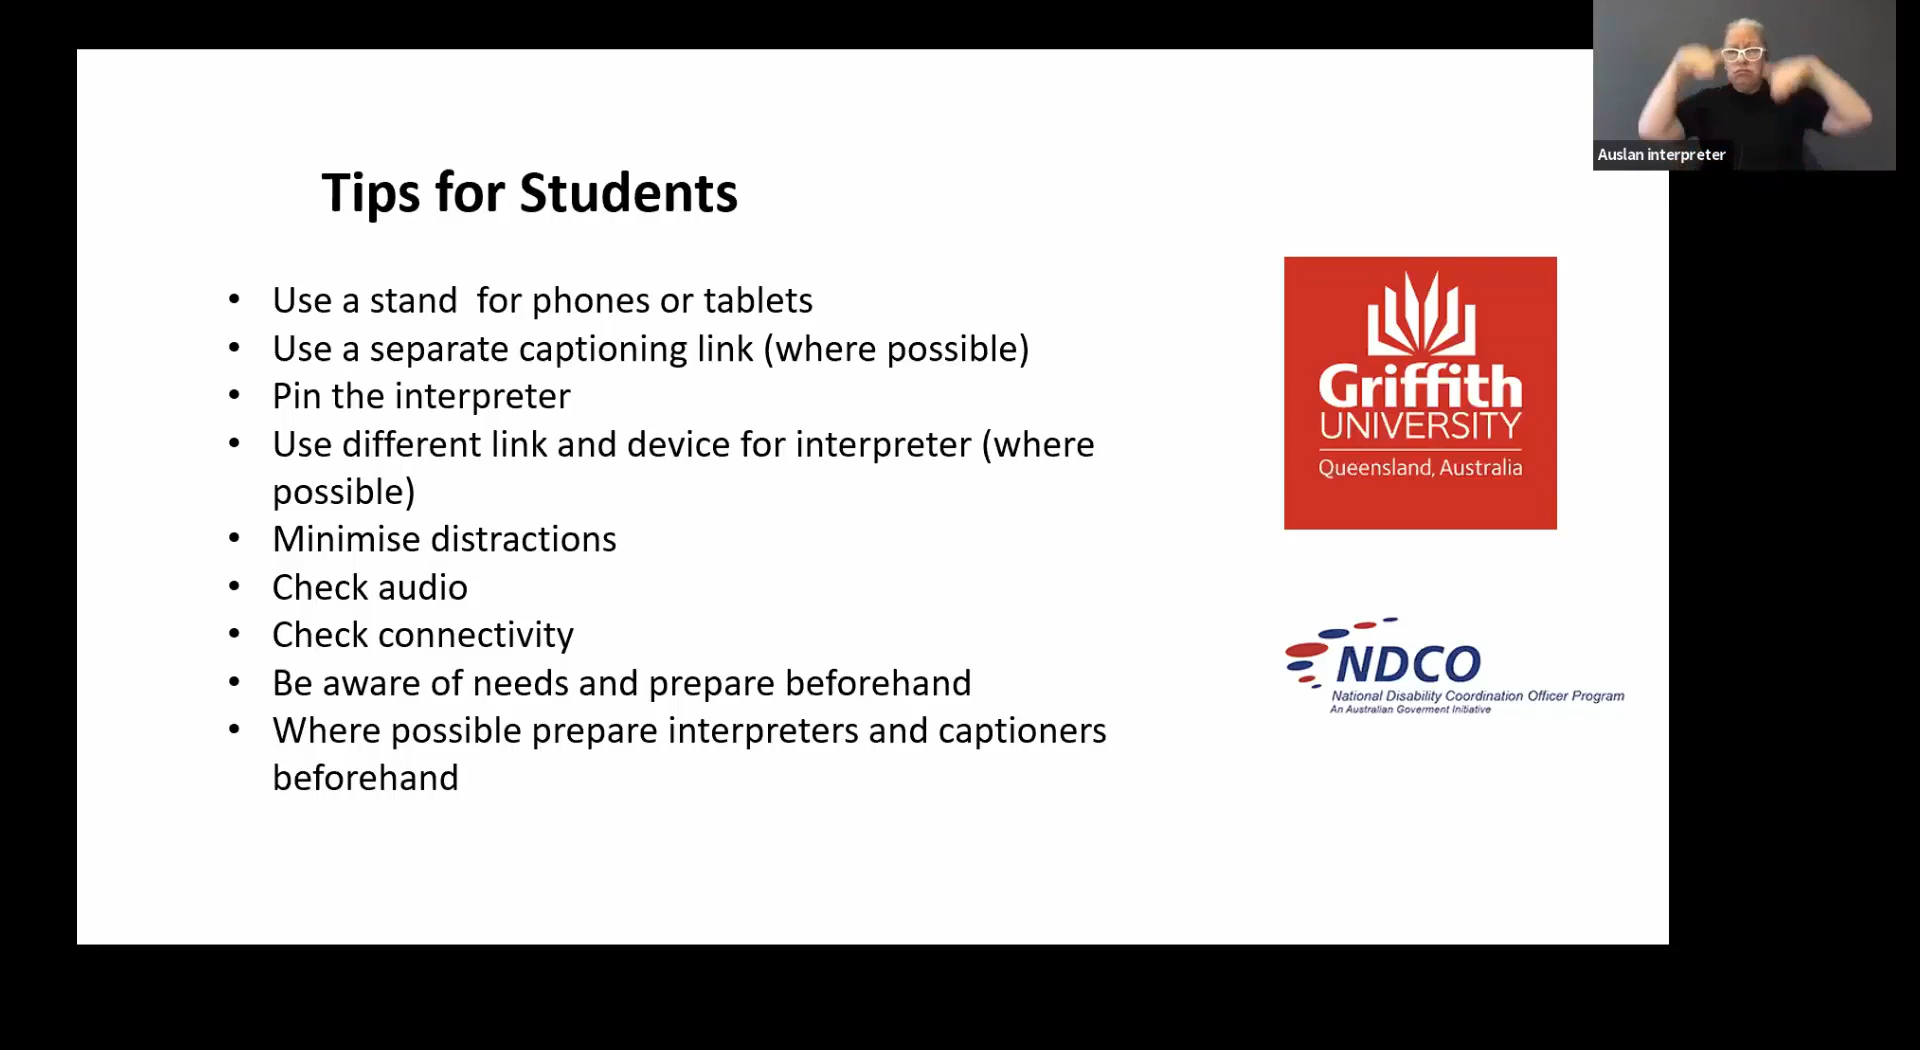 Auslan interpreter
Tips for Students
• Use a stand  for phones or tablets
• Use a separate captioning link (where possible)
• Pin the interpreter
• Use different link and device for interpreter (where
possible)
• Minimise distractions
• Check audio
• Check connectivity
• Be aware of needs and prepare beforehand
• Where possible prepare interpreters and captioners
beforehand
Griffith
UNIVERSITY
Queensland, Australia
NDCO
National Disability Coordination Officer Program
An Australian Goverment Initiative